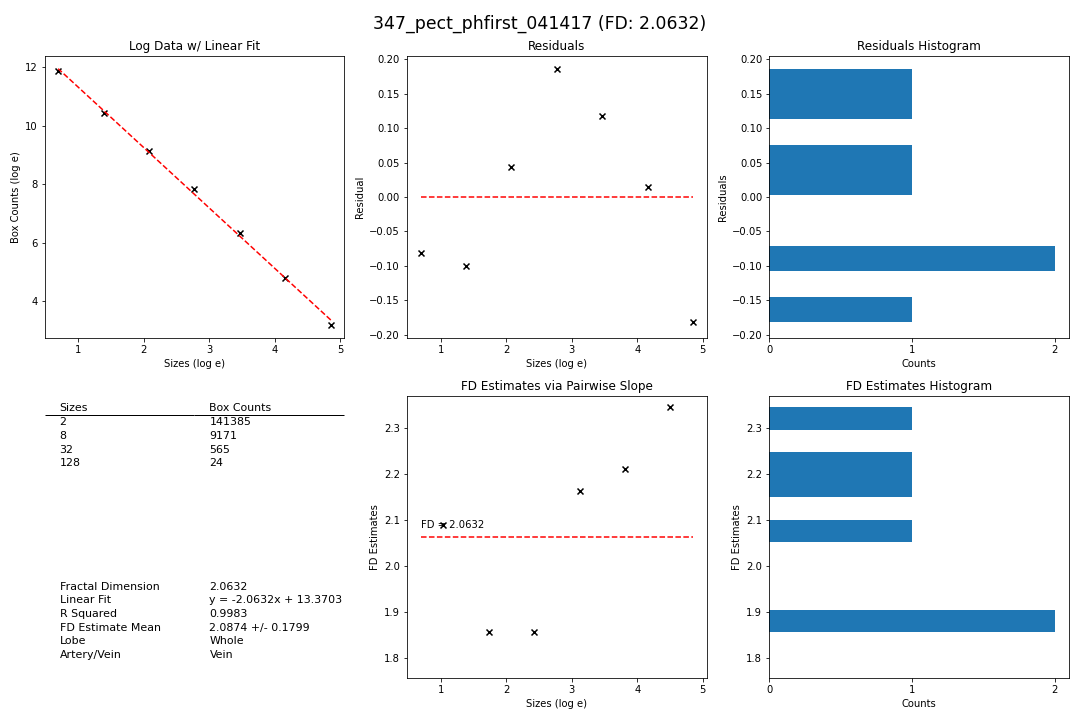 347_pect_phfirst_041417 (FD: 2.0632)
Log Data w/ Linear Fit
Box Counts (log e)
12
10
8
6
4
1 2 3 4 5
Sizes (log e)
Residuals
Residual
0.20
0.15
0.10
0.05
0.00
−0.05
−0.10
−0.15
−0.20
1 2 3 4 5
Sizes (log e)
Residuals Histogram
Residuals
0.20
0.15
0.10
0.05
0.00
−0.05
−0.10
−0.15
−0.20
0 1 2
Counts
Sizes Box Counts
2 141385
8 9171
32 565
128 24
Fractal Dimension 2.0632
Linear Fit y = -2.0632x + 13.3703
R Squared 0.9983
FD Estimate Mean 2.0874 +/- 0.1799
Lobe Whole
Artery/Vein Vein
FD Estimates via Pairwise Slope
FD Estimates
2.3
2.2
2.1
2.0
1.9
1.8
FD = 2.0632
1 2 3 4 5
Sizes (log e)
FD Estimates Histogram
FD Estimates
2.3
2.2
2.1
2.0
1.9
1.8
0 1 2
Counts